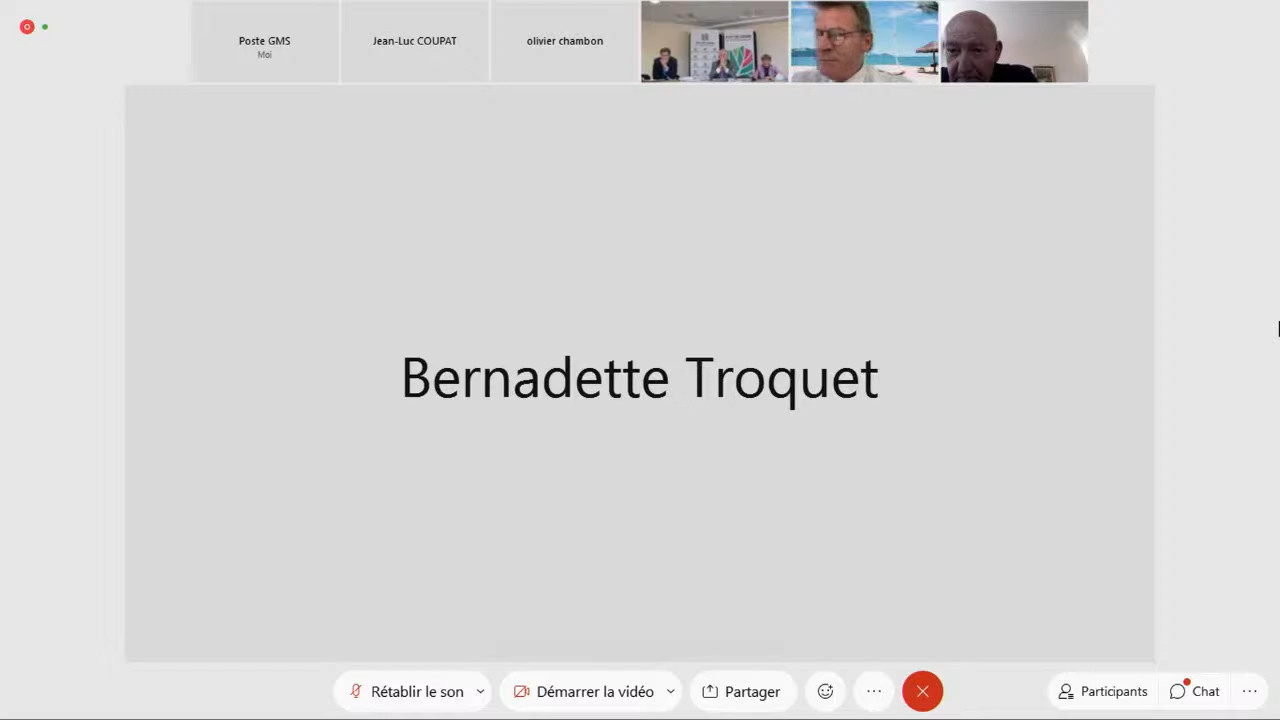 Poste GMS
Moi
Jean-Luc COUPAT
olivier chambon
Bernadette Troquet
Rétablir le son
Démarrer la vidéo
Partager
Participants
Chat